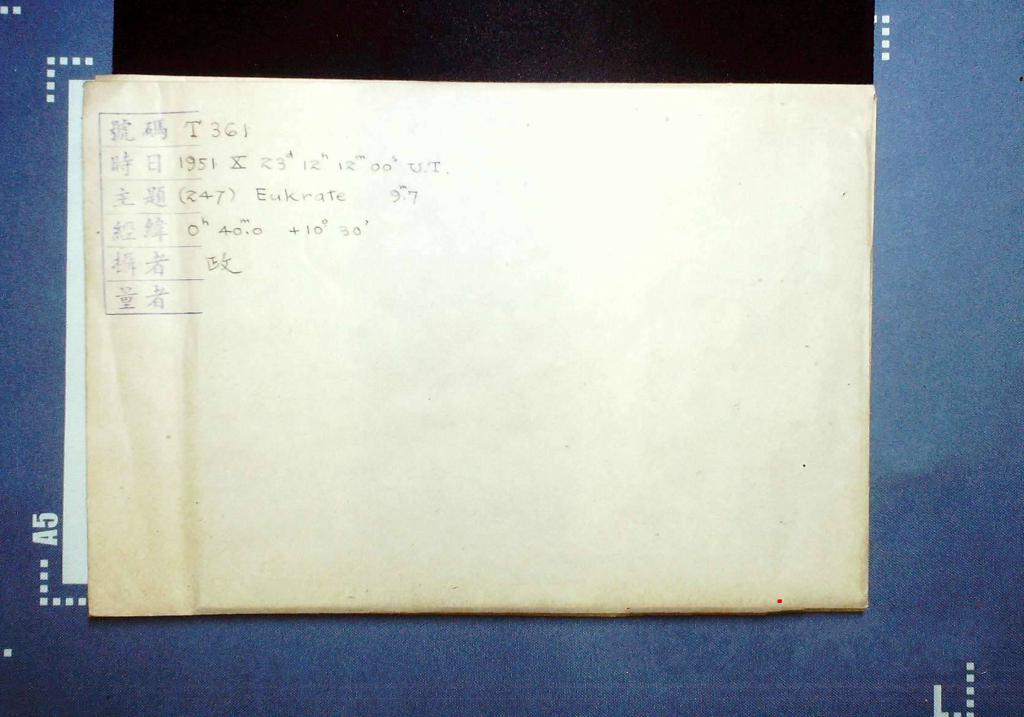 號碼 T 361
時日 1951 X 23ᵈ 12ʰ 12ᵐ 00ˢ U.T.
主題 (247) Eukrate 9ᵐ.7
經緯 0ʰ 40ᵐ.0 +10° 30'
攝者 政
量者
A5